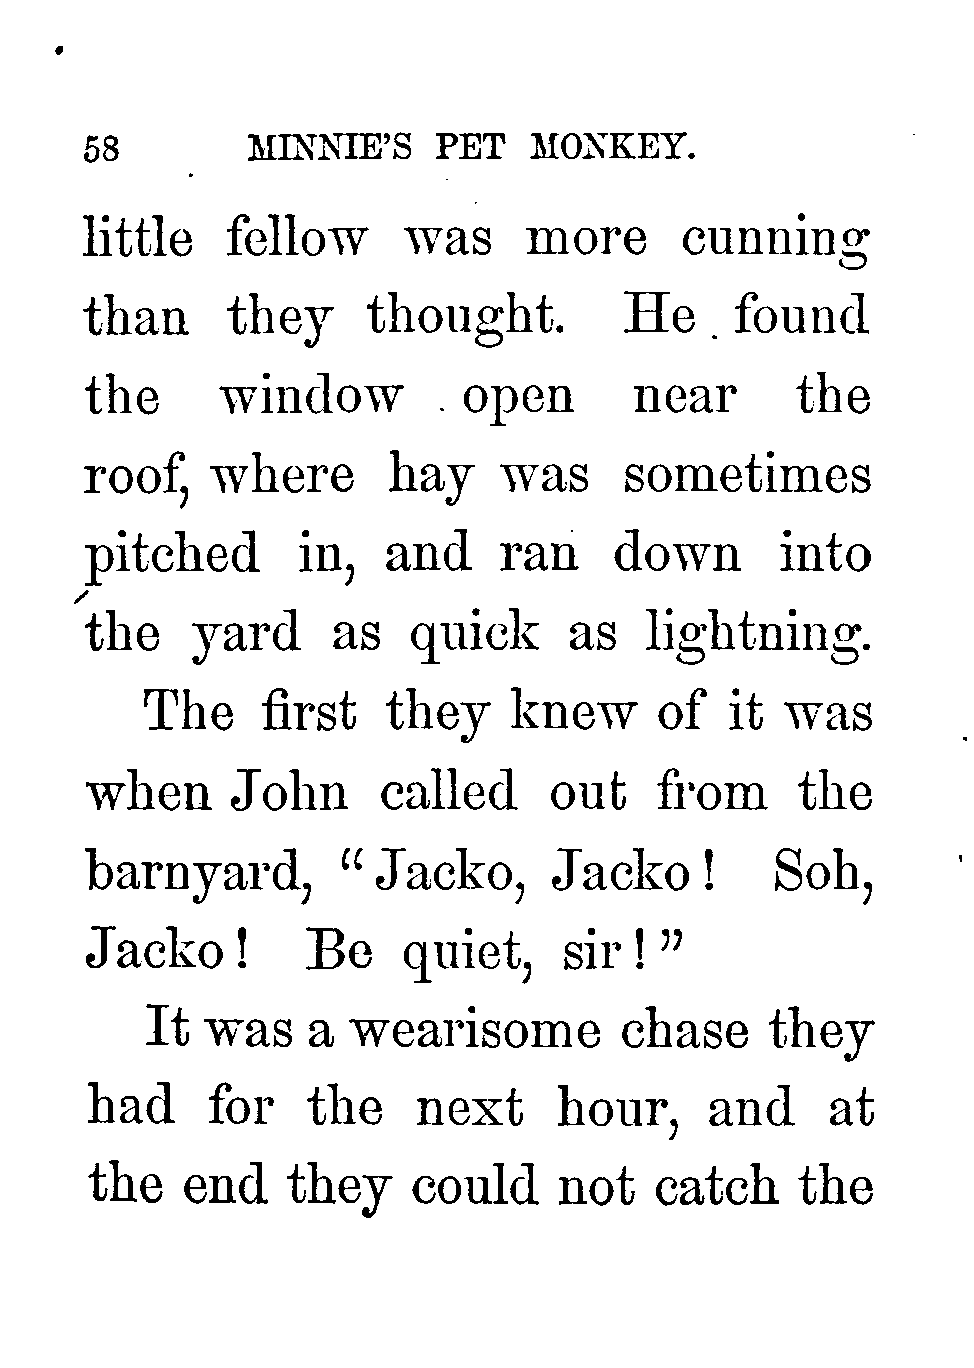 58 MINNIE'S PET MONKEY.
little fellow was more cunning
than they thought. He found
the window open near the
roof, where hay was sometimes
pitched in, and ran down into
the yard as quick as lightning.
The first they knew of it was
when John called out from the
barnyard, "Jacko, Jacko! Soh,
Jacko! Be quiet, sir!"
It was a wearisome chase they
had for the next hour, and at
the end they could not catch the